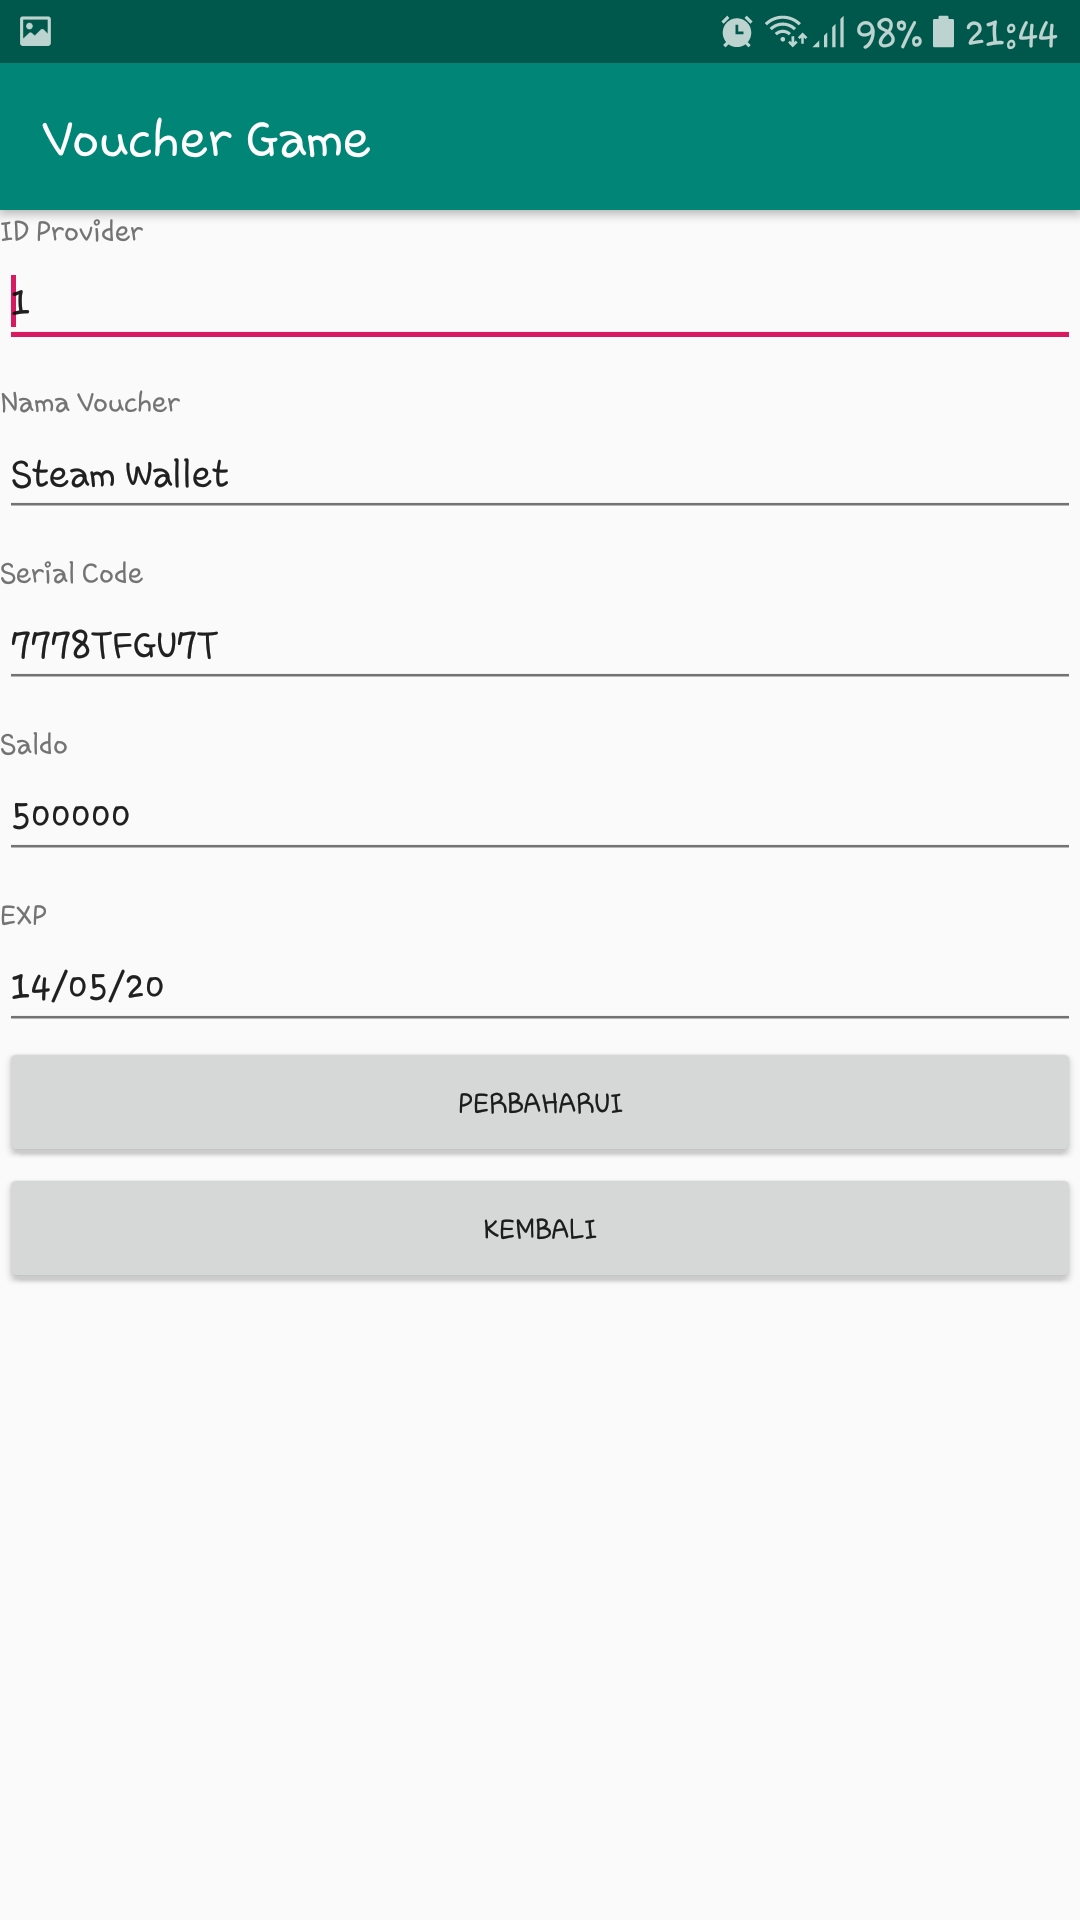 98% 21:44
Voucher Game
ID Provider
1
Nama Voucher
Steam Wallet
Serial Code
7778TFGU7T
Saldo
500000
EXP
14/05/20
PERBAHARUI
KEMBALI